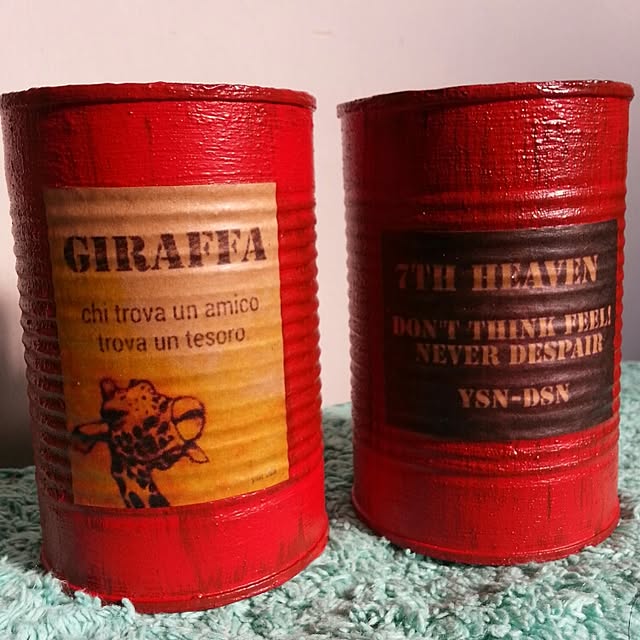 GIRAFFA
chi trova un amico
trova un tesoro
7TH HEAVEN
DON'T THINK FEEL!
NEVER DESPAIR
YSN-DSN